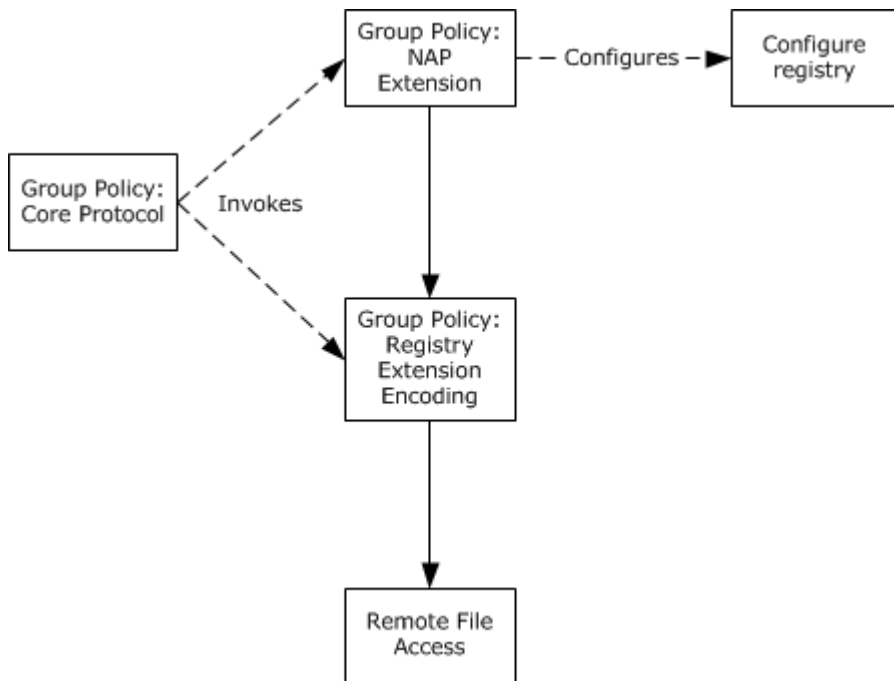 Group Policy:
NAP
Extension
Configures
Configure
registry
Group Policy:
Core Protocol
Invokes
Group Policy:
Registry
Extension
Encoding
Remote File
Access